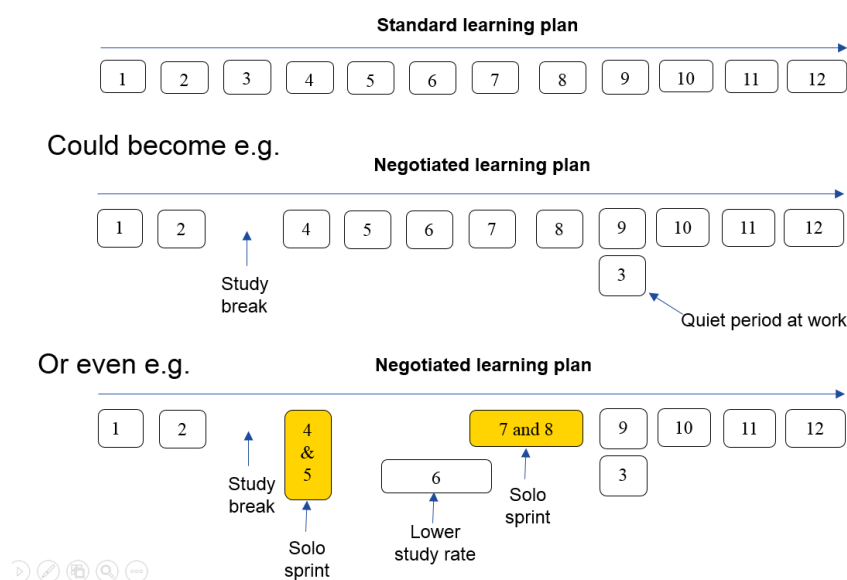 Standard learning plan
1 2 3 4 5 6 7 8 9 10 11 12
Could become e.g.
Negotiated learning plan
1 2 4 5 6 7 8 9 10 11 12
3
Study
break
Quiet period at work
Or even e.g.
Negotiated learning plan
1 2 4 7 and 8 9 10 11 12
&
5
6
3
Study
break
Solo
sprint
Lower
study rate
Solo
sprint